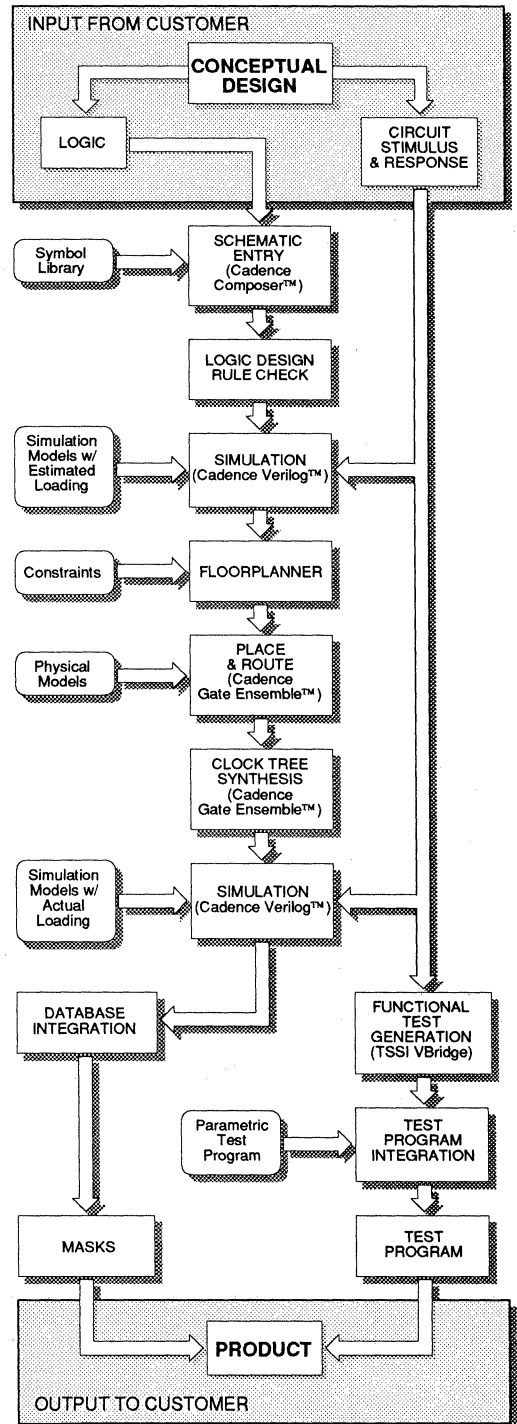 INPUT FROM CUSTOMER
CONCEPTUAL
DESIGN
LOGIC
CIRCUIT
STIMULUS
& RESPONSE
Symbol
Library
SCHEMATIC
ENTRY
(Cadence
Composer™)
LOGIC DESIGN
RULE CHECK
Simulation
Models w/
Estimated
Loading
SIMULATION
(Cadence Verilog™)
Constraints
FLOORPLANNER
Physical
Models
PLACE
& ROUTE
(Cadence
Gate Ensemble™)
CLOCK TREE
SYNTHESIS
(Cadence
Gate Ensemble™)
Simulation
Models w/
Actual
Loading
SIMULATION
(Cadence Verilog™)
DATABASE
INTEGRATION
FUNCTIONAL
TEST
GENERATION
(TSSI VBridge)
Parametric
Test
Program
TEST
PROGRAM
INTEGRATION
MASKS
TEST
PROGRAM
PRODUCT
OUTPUT TO CUSTOMER